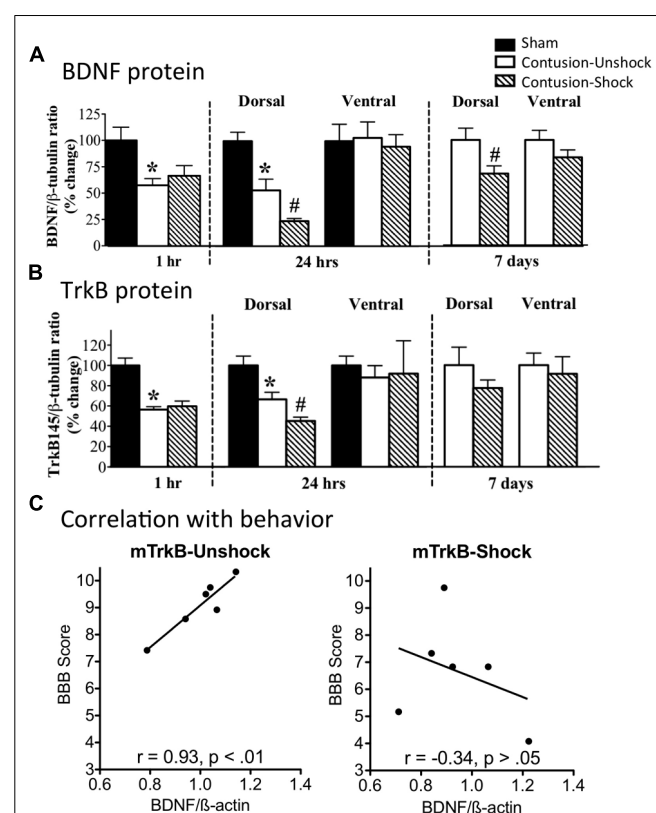 Sham
Contusion-Unshock
Contusion-Shock
A
BDNF protein
Dorsal
Ventral
Dorsal
Ventral
BDNF/β-tubulin ratio
(% change)
125
100
75
50
25
0
*
*
#
#
1 hr
24 hrs
7 days
B
TrkB protein
Dorsal
Ventral
Dorsal
Ventral
TrkB145/β-tubulin ratio
(% change)
120
100
80
60
40
20
0
*
*
#
1 hr
24 hrs
7 days
C
Correlation with behavior
mTrkB-Unshock
BBB Score
10
9
8
7
6
5
4
3
r = 0.93, p < .01
0.6 0.8 1.0 1.2 1.4
BDNF/ß-actin
mTrkB-Shock
BBB Score
10
9
8
7
6
5
4
3
r = -0.34, p > .05
0.6 0.8 1.0 1.2 1.4
BDNF/ß-actin